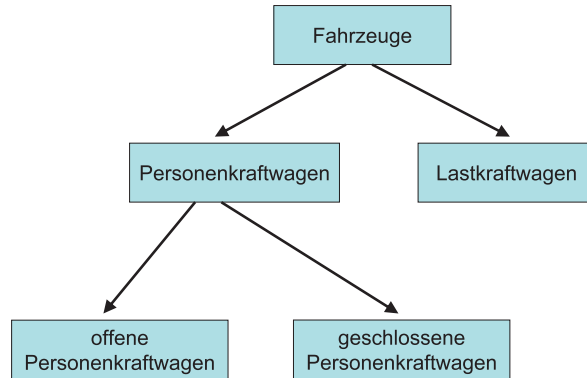 Fahrzeuge
Personenkraftwagen
Lastkraftwagen
offene
Personenkraftwagen
geschlossene
Personenkraftwagen